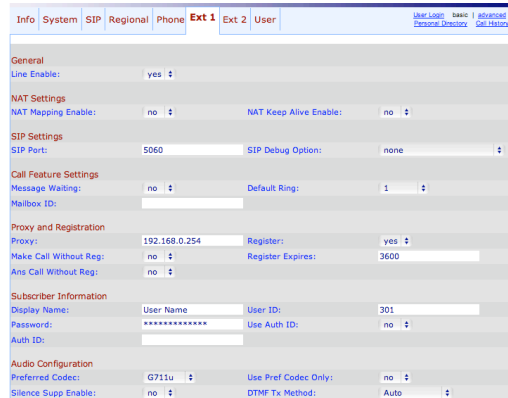 Info System SIP Regional Phone Ext 1 Ext 2 User
User Login basic | advanced
Personal Directory Call History
General
Line Enable: yes
NAT Settings
NAT Mapping Enable: no NAT Keep Alive Enable: no
SIP Settings
SIP Port: 5060 SIP Debug Option: none
Call Feature Settings
Message Waiting: no Default Ring: 1
Mailbox ID:
Proxy and Registration
Proxy: 192.168.0.254 Register: yes
Make Call Without Reg: no Register Expires: 3600
Ans Call Without Reg: no
Subscriber Information
Display Name: User Name User ID: 301
Password: ************* Use Auth ID: no
Auth ID:
Audio Configuration
Preferred Codec: G711u Use Pref Codec Only: no
Silence Supp Enable: no DTMF Tx Method: Auto